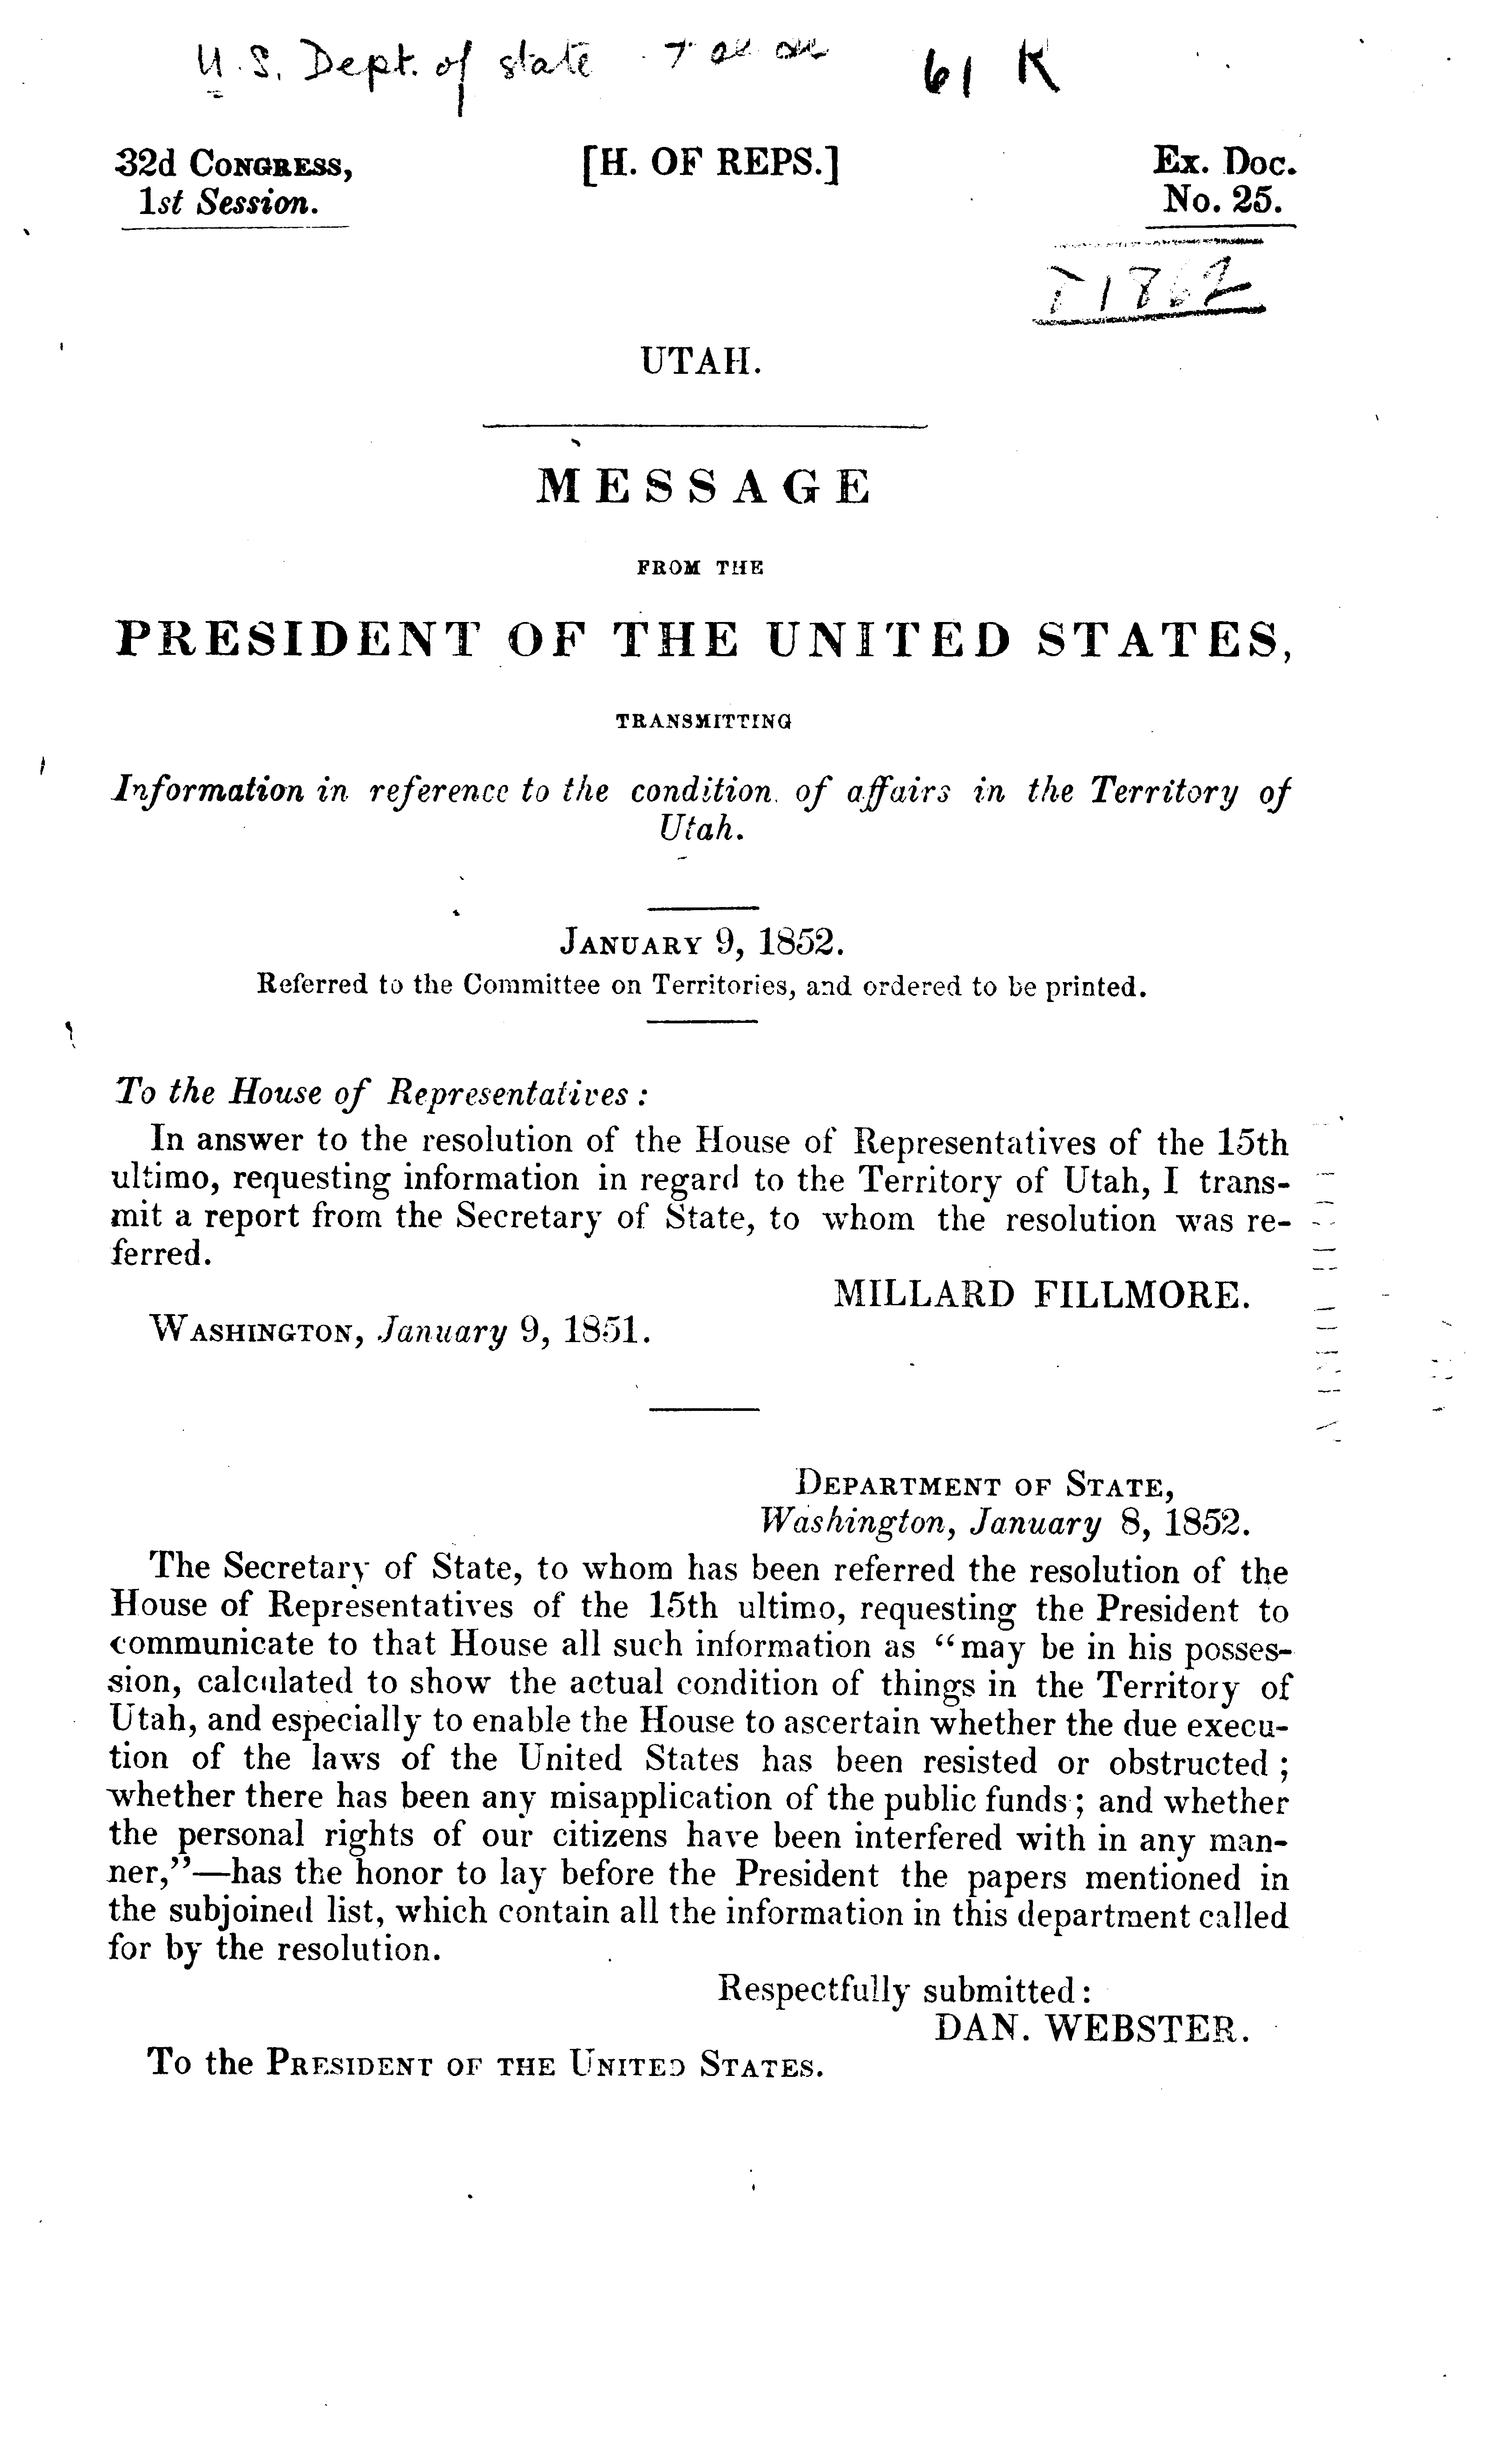 U.S. Dept. of state
61 K
32d CONGRESS,
1st Session.
[H. OF REPS.]
Ex. Doc.
No. 25.
UTAH.
MESSAGE
FROM THE
PRESIDENT OF THE UNITED STATES,
TRANSMITTING
Information in reference to the condition of affairs in the Territory of
Utah.
JANUARY 9, 1852.
Referred to the Committee on Territories, and ordered to be printed.
To the House of Representatives:
In answer to the resolution of the House of Representatives of the 15th
ultimo, requesting information in regard to the Territory of Utah, I trans-
mit a report from the Secretary of State, to whom the resolution was re-
ferred.
MILLARD FILLMORE.
WASHINGTON, January 9, 1851.
DEPARTMENT OF STATE,
Washington, January 8, 1852.
The Secretary of State, to whom has been referred the resolution of the
House of Representatives of the 15th ultimo, requesting the President to
communicate to that House all such information as “may be in his posses-
sion, calculated to show the actual condition of things in the Territory of
Utah, and especially to enable the House to ascertain whether the due execu-
tion of the laws of the United States has been resisted or obstructed;
whether there has been any misapplication of the public funds; and whether
the personal rights of our citizens have been interfered with in any man-
ner,”—has the honor to lay before the President the papers mentioned in
the subjoined list, which contain all the information in this department called
for by the resolution.
Respectfully submitted:
DAN. WEBSTER.
To the PRESIDENT OF THE UNITED STATES.